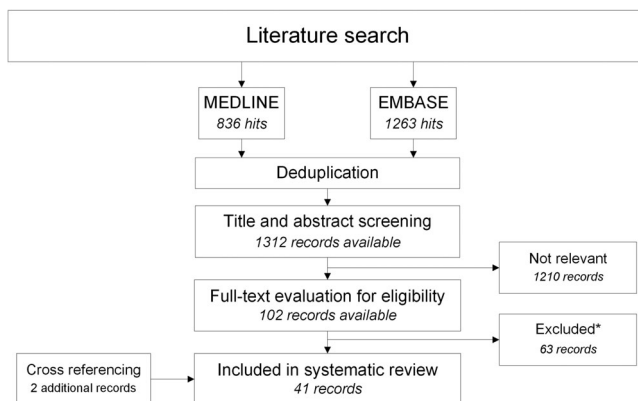 Literature search
MEDLINE
836 hits
EMBASE
1263 hits
Deduplication
Title and abstract screening
1312 records available
Not relevant
1210 records
Full-text evaluation for eligibility
102 records available
Excluded*
63 records
Cross referencing
2 additional records
Included in systematic review
41 records